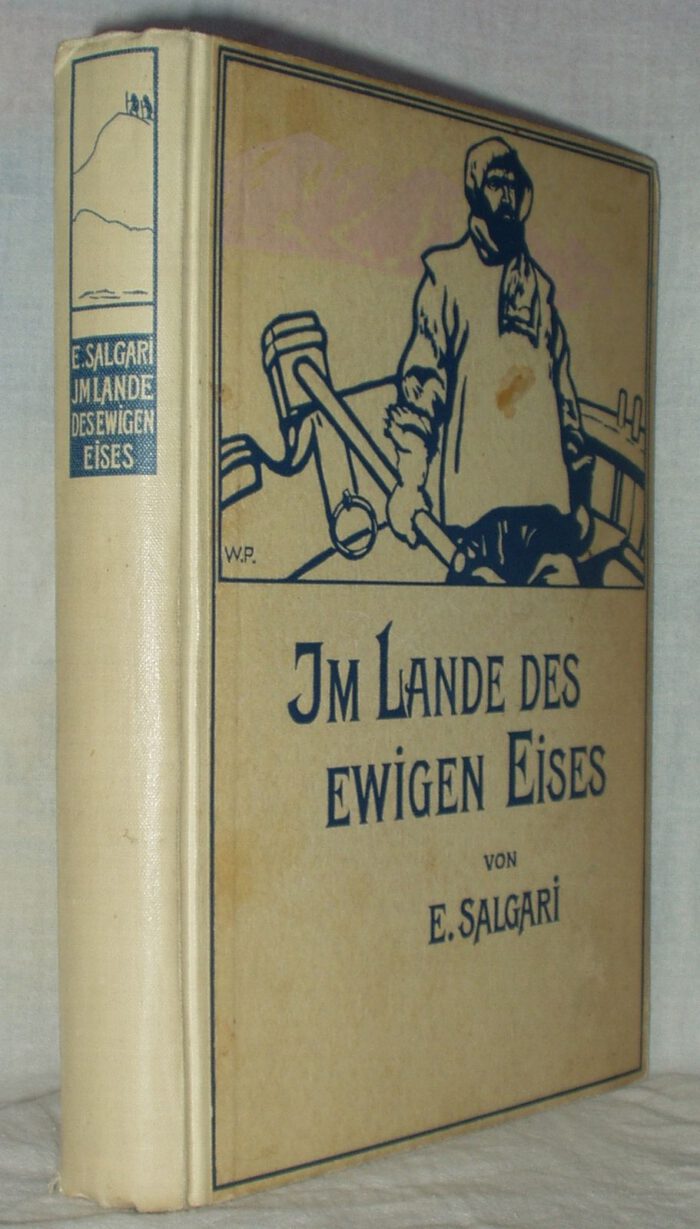 E. SALGARI
JM LANDE
DES EWIGEN
EISES
W.P.
JM LANDE DES
EWIGEN EISES
VON
E. SALGARI